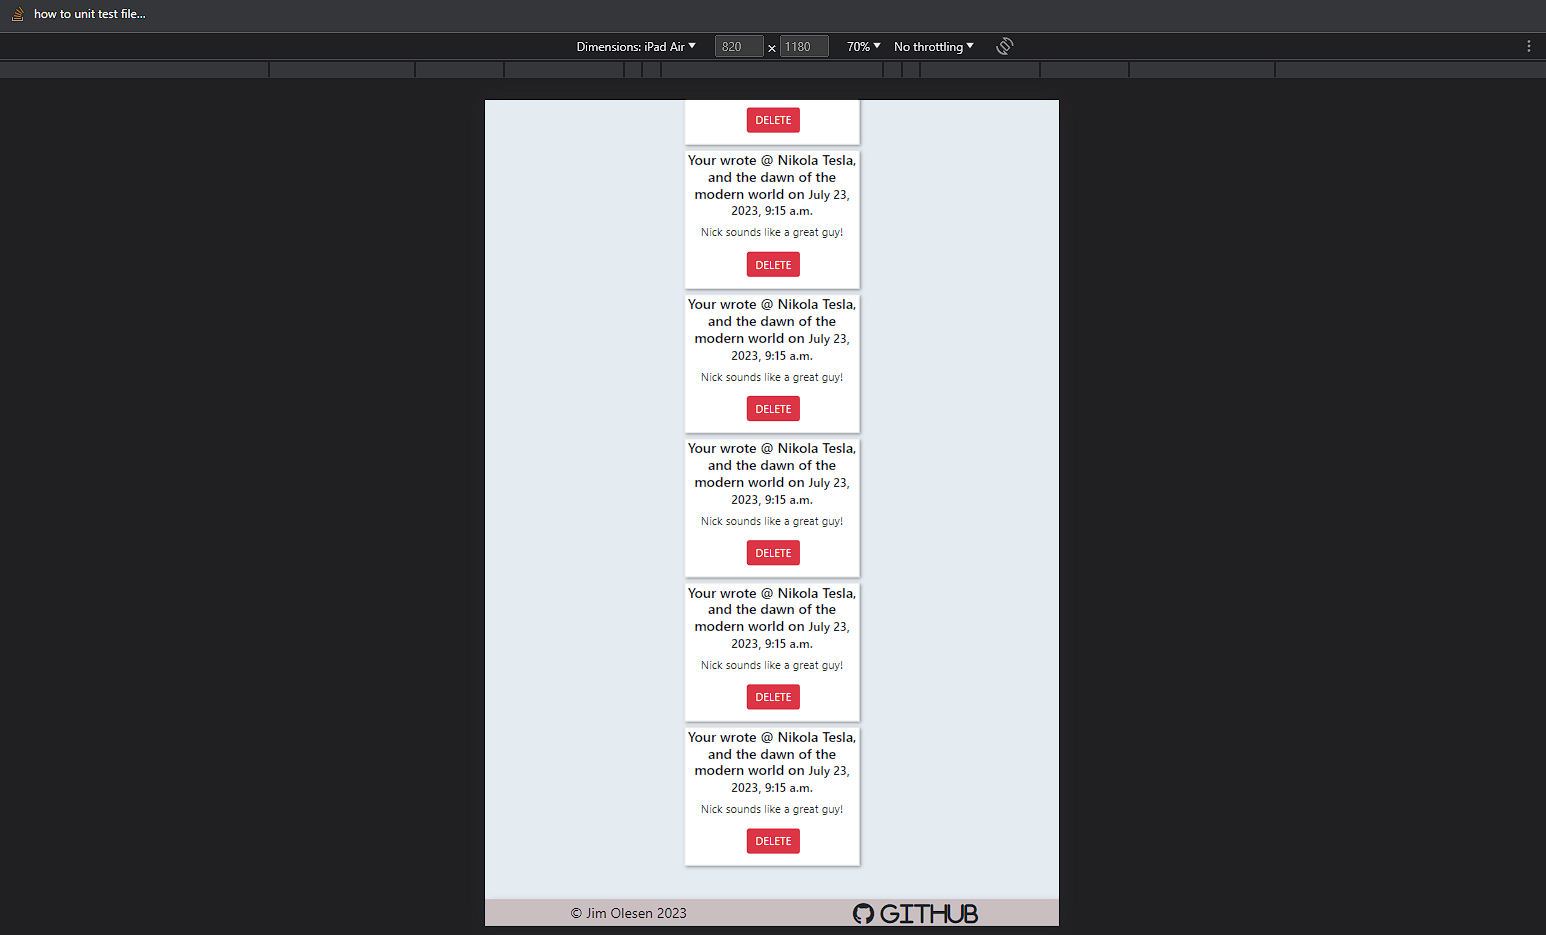 how to unit test file...
Dimensions: iPad Air 820 x 1180 70% No throttling
DELETE
Your wrote @ Nikola Tesla,
and the dawn of the
modern world on July 23,
2023, 9:15 a.m.
Nick sounds like a great guy!
DELETE
Your wrote @ Nikola Tesla,
and the dawn of the
modern world on July 23,
2023, 9:15 a.m.
Nick sounds like a great guy!
DELETE
Your wrote @ Nikola Tesla,
and the dawn of the
modern world on July 23,
2023, 9:15 a.m.
Nick sounds like a great guy!
DELETE
Your wrote @ Nikola Tesla,
and the dawn of the
modern world on July 23,
2023, 9:15 a.m.
Nick sounds like a great guy!
DELETE
Your wrote @ Nikola Tesla,
and the dawn of the
modern world on July 23,
2023, 9:15 a.m.
Nick sounds like a great guy!
DELETE
© Jim Olesen 2023 GITHUB